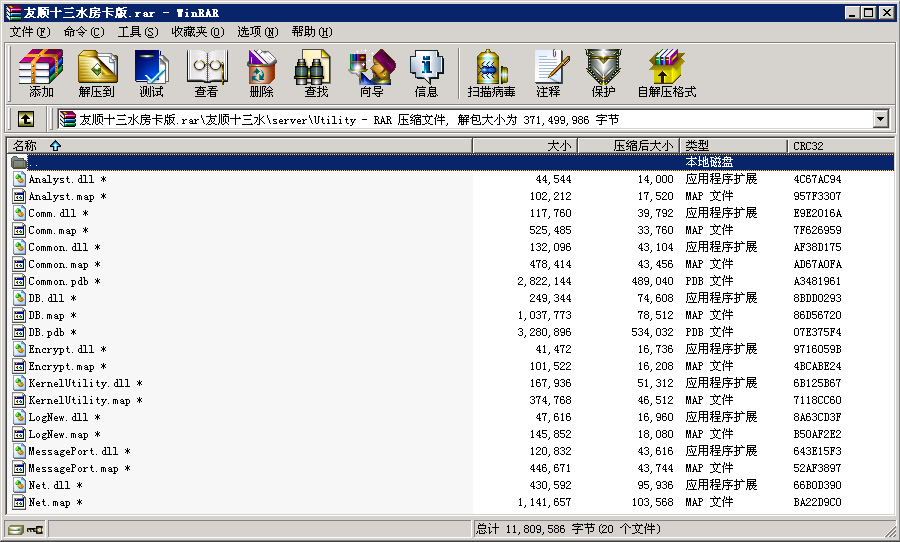 友顺十三水房卡版.rar - WinRAR
文件(F) 命令(C) 工具(S) 收藏夹(O) 选项(N) 帮助(H)
添加 解压到 测试 查看 删除 查找 向导 信息 扫描病毒 注释 保护 自解压格式
友顺十三水房卡版.rar\友顺十三水\server\Utility - RAR 压缩文件, 解包大小为 371,499,986 字节
名称 大小 压缩后大小 类型 CRC32
.. 本地磁盘
Analyst.dll * 44,544 14,000 应用程序扩展 4C67AC94
Analyst.map * 102,212 17,520 MAP 文件 957F3307
Comm.dll * 117,760 39,792 应用程序扩展 E9E2016A
Comm.map * 525,485 33,760 MAP 文件 7F626959
Common.dll * 132,096 43,104 应用程序扩展 AF38D175
Common.map * 478,414 43,456 MAP 文件 AD67A0FA
Common.pdb * 2,822,144 489,040 PDB 文件 A3481961
DB.dll * 249,344 74,608 应用程序扩展 8BDD0293
DB.map * 1,037,773 78,512 MAP 文件 86D56720
DB.pdb * 3,280,896 534,032 PDB 文件 07E375F4
Encrypt.dll * 41,472 16,736 应用程序扩展 9716059B
Encrypt.map * 101,522 16,208 MAP 文件 4BCABE24
KernelUtility.dll * 167,936 51,312 应用程序扩展 6B125B67
KernelUtility.map * 374,768 46,512 MAP 文件 7118CC60
LogNew.dll * 47,616 16,960 应用程序扩展 8A63CD3F
LogNew.map * 145,852 18,080 MAP 文件 B50AF2E2
MessagePort.dll * 120,832 43,616 应用程序扩展 643E15F3
MessagePort.map * 446,671 43,744 MAP 文件 52AF3897
Net.dll * 430,592 95,936 应用程序扩展 66B0D390
Net.map * 1,141,657 103,568 MAP 文件 BA22D9C0
总计 11,809,586 字节(20 个文件)